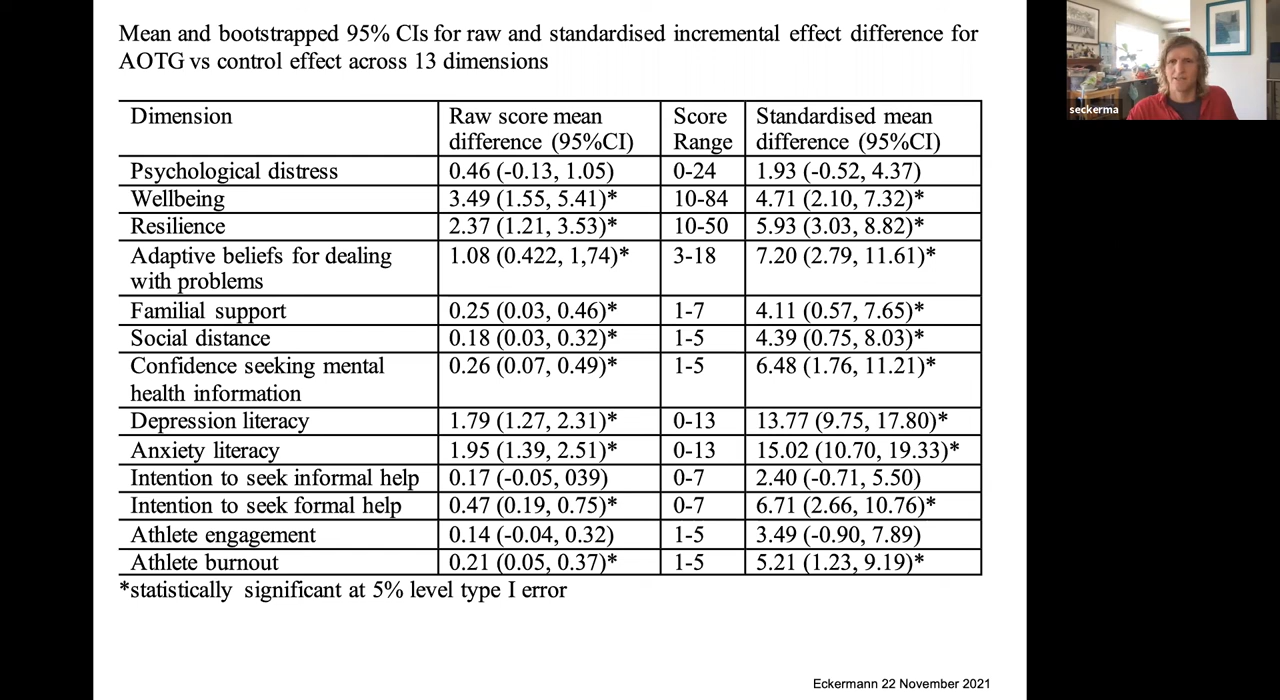 Mean and bootstrapped 95% CIs for raw and standardised incremental effect difference for
AOTG vs control effect across 13 dimensions
seckerma
Dimension Raw score mean difference (95%CI) Score Range Standardised mean difference (95%CI)
Psychological distress 0.46 (-0.13, 1.05) 0-24 1.93 (-0.52, 4.37)
Wellbeing 3.49 (1.55, 5.41)* 10-84 4.71 (2.10, 7.32)*
Resilience 2.37 (1.21, 3.53)* 10-50 5.93 (3.03, 8.82)*
Adaptive beliefs for dealing with problems 1.08 (0.422, 1,74)* 3-18 7.20 (2.79, 11.61)*
Familial support 0.25 (0.03, 0.46)* 1-7 4.11 (0.57, 7.65)*
Social distance 0.18 (0.03, 0.32)* 1-5 4.39 (0.75, 8.03)*
Confidence seeking mental health information 0.26 (0.07, 0.49)* 1-5 6.48 (1.76, 11.21)*
Depression literacy 1.79 (1.27, 2.31)* 0-13 13.77 (9.75, 17.80)*
Anxiety literacy 1.95 (1.39, 2.51)* 0-13 15.02 (10.70, 19.33)*
Intention to seek informal help 0.17 (-0.05, 039) 0-7 2.40 (-0.71, 5.50)
Intention to seek formal help 0.47 (0.19, 0.75)* 0-7 6.71 (2.66, 10.76)*
Athlete engagement 0.14 (-0.04, 0.32) 1-5 3.49 (-0.90, 7.89)
Athlete burnout 0.21 (0.05, 0.37)* 1-5 5.21 (1.23, 9.19)*
*statistically significant at 5% level type I error
Eckermann 22 November 2021